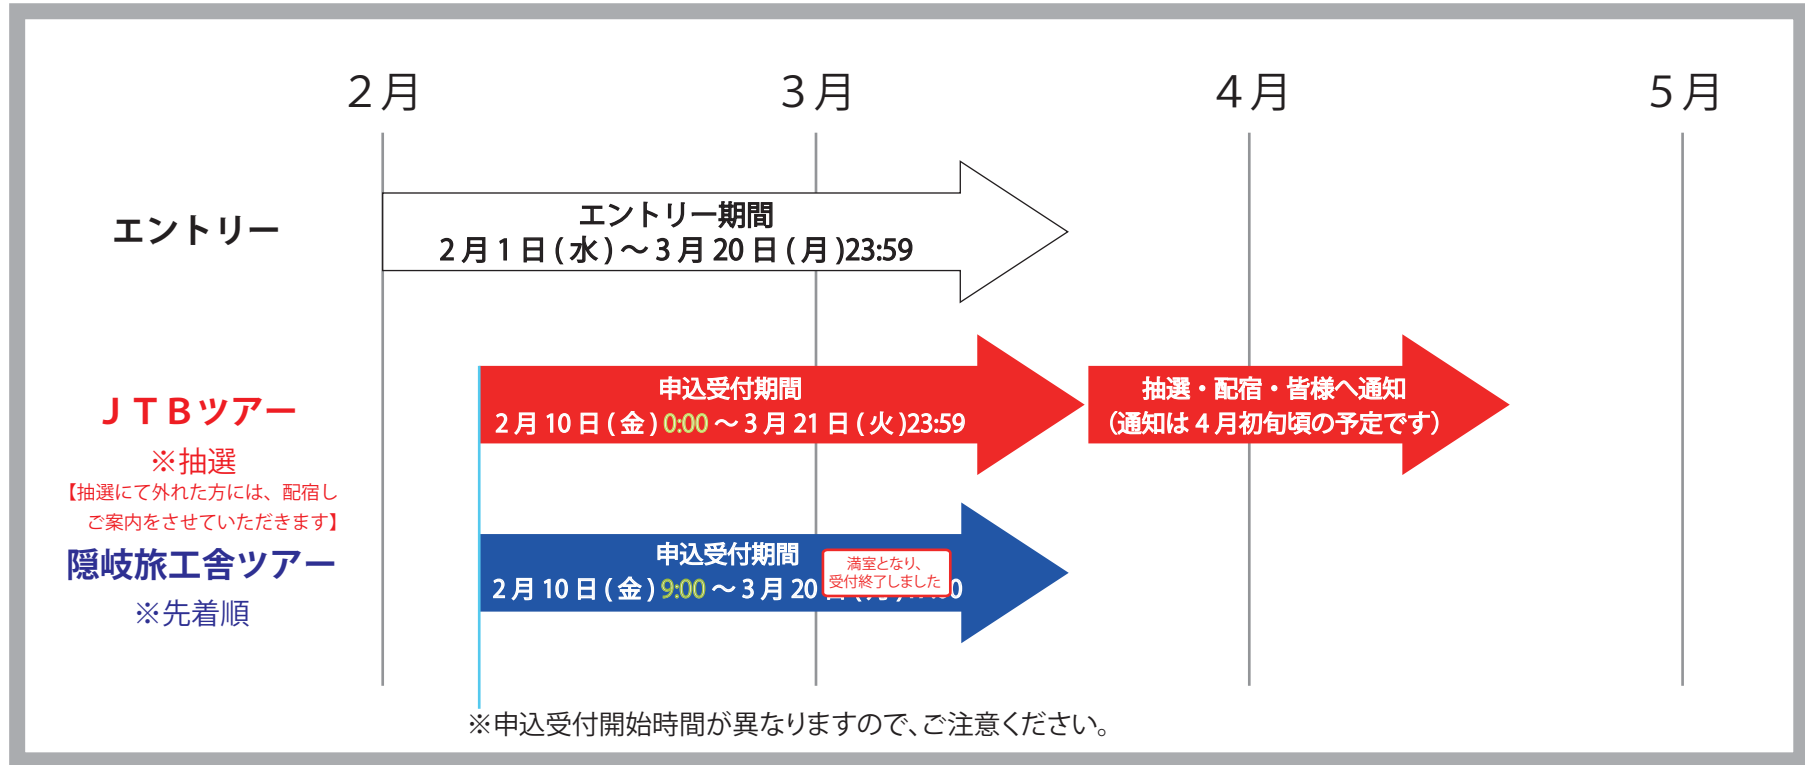 2月 3月 4月 5月
エントリー
エントリー期間
2月1日(水)～3月20日(月)23:59
JTBツアー
※抽選
【抽選にて外れた方には、配宿し
ご案内をさせていただきます】
申込受付期間
2月10日(金)0:00～3月21日(火)23:59
抽選・配宿・皆様へ通知
（通知は4月初旬頃の予定です）
隠岐旅工舎ツアー
※先着順
申込受付期間
2月10日(金)9:00～3月20
満室となり、
受付終了しました
※申込受付開始時間が異なりますので、ご注意ください。